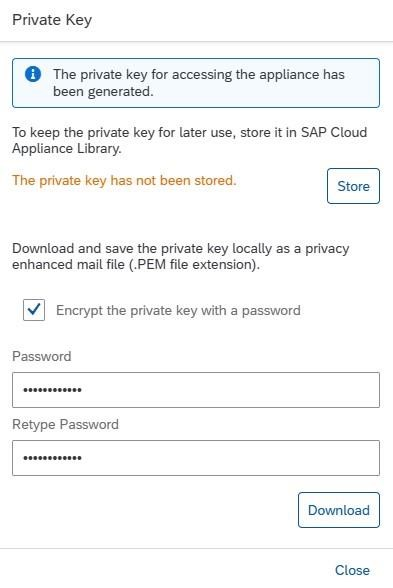 Private Key
The private key for accessing the appliance has
been generated.
To keep the private key for later use, store it in SAP Cloud
Appliance Library.
The private key has not been stored.
Store
Download and save the private key locally as a privacy
enhanced mail file (.PEM file extension).
Encrypt the private key with a password
Password
••••••••••••
Retype Password
••••••••••••
Download
Close